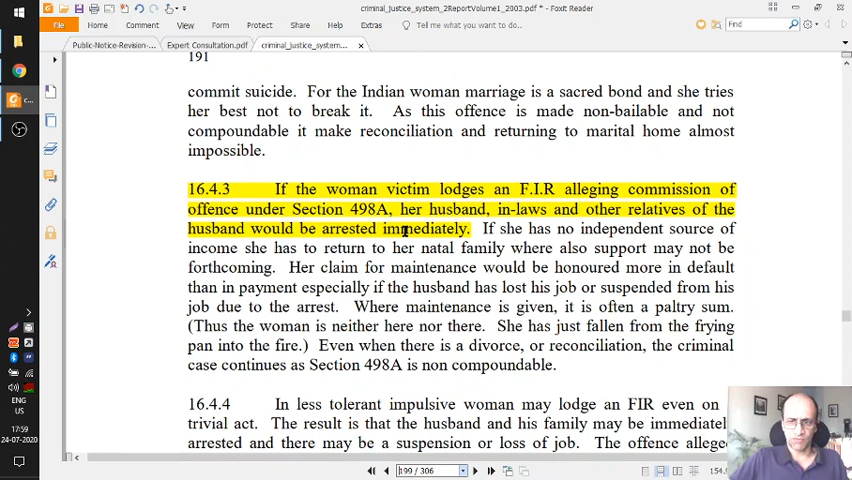 criminal_justice_system_2ReportVolume1_2003.pdf * - Foxit Reader
File Home Comment View Form Protect Share Help Extras Tell me what you want to do... Find
Public-Notice-Revision-... Expert Consultation.pdf criminal_justice_system...
191
commit suicide. For the Indian woman marriage is a sacred bond and she tries
her best not to break it. As this offence is made non-bailable and not
compoundable it make reconciliation and returning to marital home almost
impossible.
16.4.3 If the woman victim lodges an F.I.R alleging commission of
offence under Section 498A, her husband, in-laws and other relatives of the
husband would be arrested immediately. If she has no independent source of
income she has to return to her natal family where also support may not be
forthcoming. Her claim for maintenance would be honoured more in default
than in payment especially if the husband has lost his job or suspended from his
job due to the arrest. Where maintenance is given, it is often a paltry sum.
(Thus the woman is neither here nor there. She has just fallen from the frying
pan into the fire.) Even when there is a divorce, or reconciliation, the criminal
case continues as Section 498A is non compoundable.
16.4.4 In less tolerant impulsive woman may lodge an FIR even on
trivial act. The result is that the husband and his family may be immediatel
arrested and there may be a suspension or loss of job. The offence allege
199 / 306
154.9
c...
ENG
US
17:59
24-07-2020